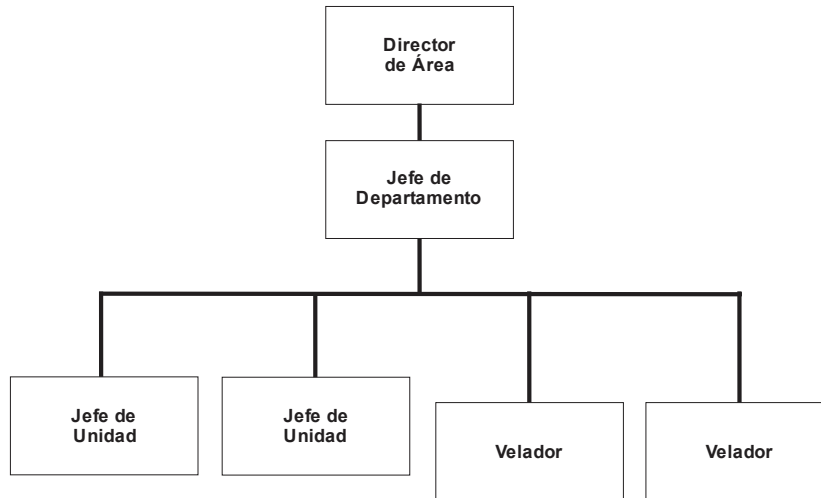 Director
de Área
Jefe de
Departamento
Jefe de
Unidad
Jefe de
Unidad
Velador
Velador